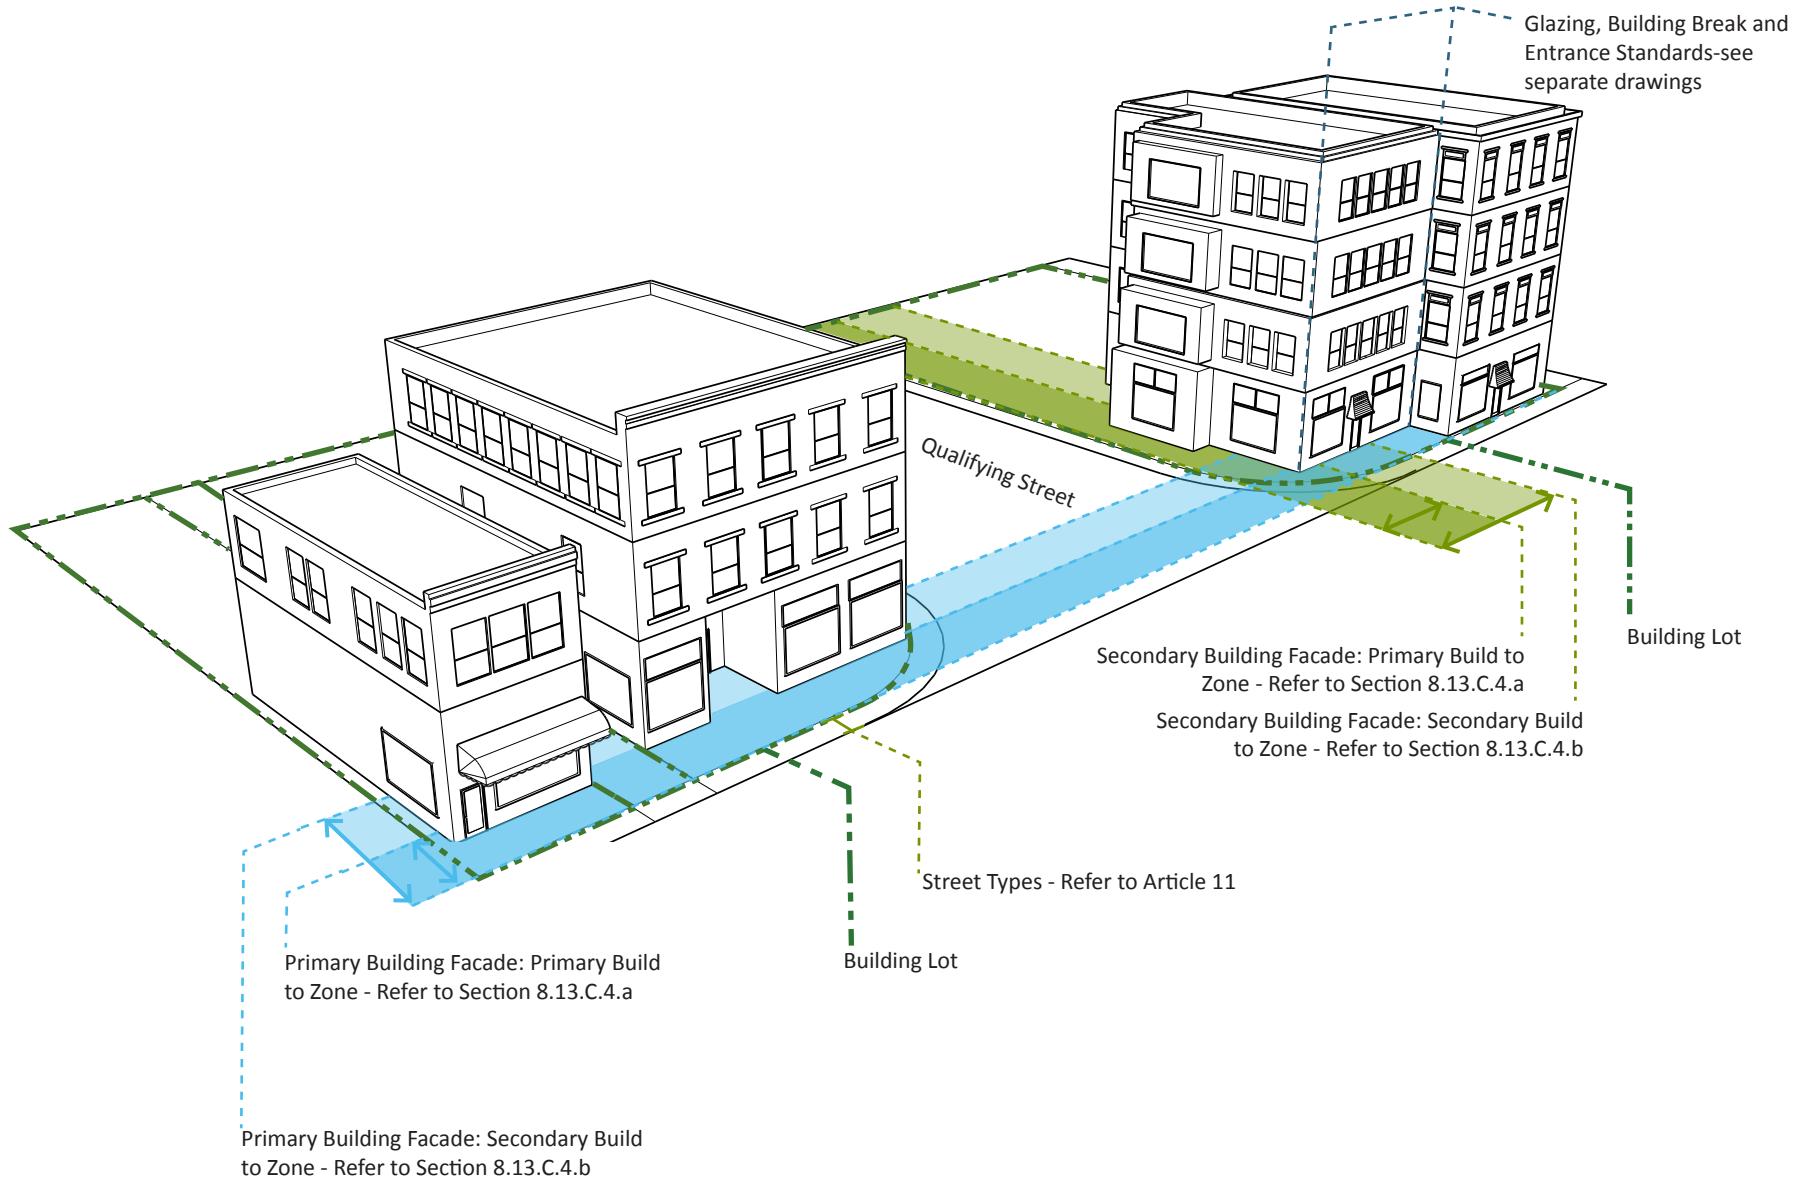 Glazing, Building Break and
Entrance Standards-see
separate drawings
Qualifying Street
Building Lot
Secondary Building Facade: Primary Build to
Zone - Refer to Section 8.13.C.4.a
Secondary Building Facade: Secondary Build
to Zone - Refer to Section 8.13.C.4.b
Street Types - Refer to Article 11
Building Lot
Primary Building Facade: Primary Build
to Zone - Refer to Section 8.13.C.4.a
Primary Building Facade: Secondary Build
to Zone - Refer to Section 8.13.C.4.b